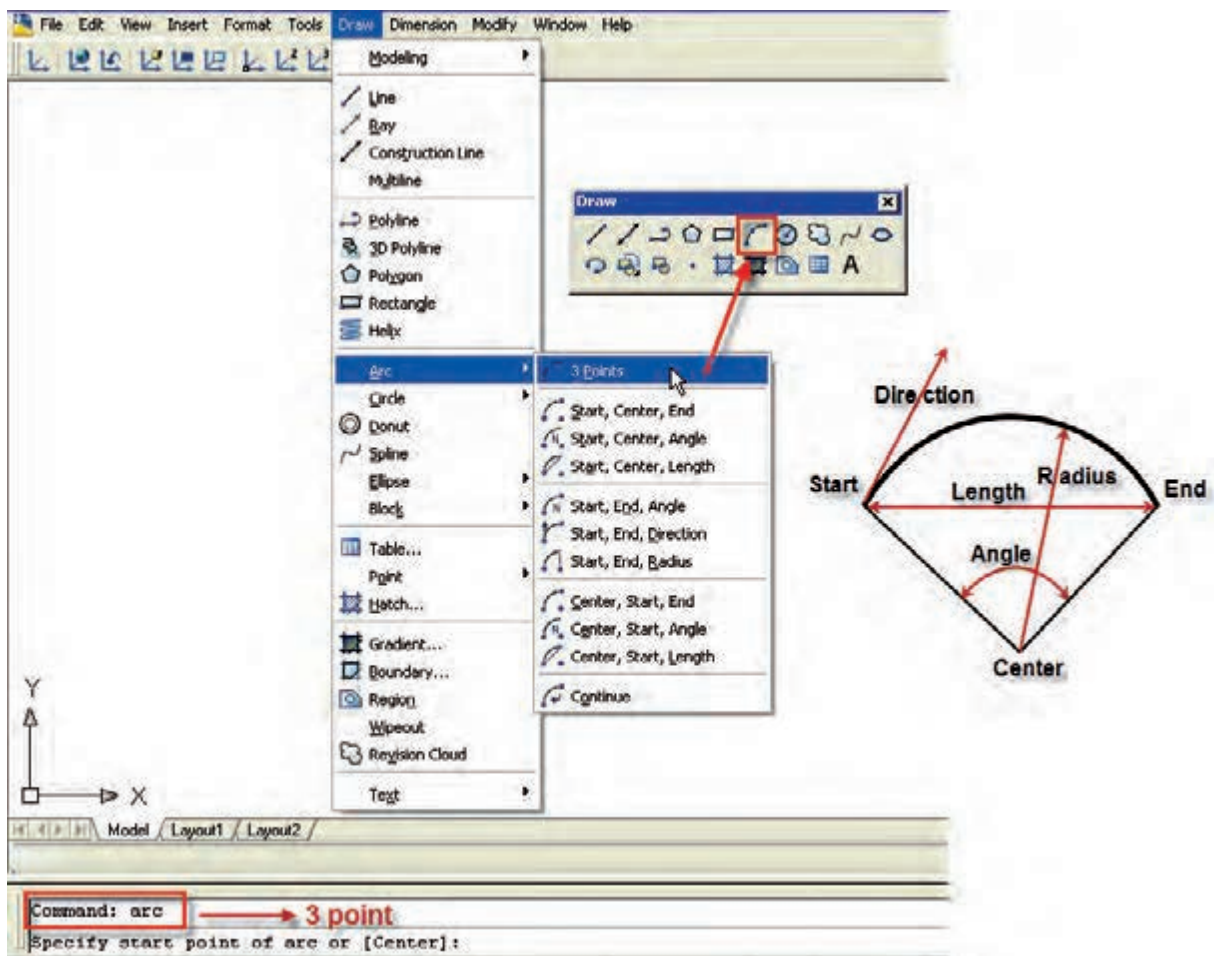 File Edit View Insert Format Tools Draw Dimension Modify Window Help
Modeling
Line
Ray
Construction Line
Multiline
Polyline
3D Polyline
Polygon
Rectangle
Helix
Arc
Circle
Donut
Spline
Ellipse
Block
Table...
Point
Hatch...
Gradient...
Boundary...
Region
Wipeout
Revision Cloud
Text
3 Points
Start, Center, End
Start, Center, Angle
Start, Center, Length
Start, End, Angle
Start, End, Direction
Start, End, Radius
Center, Start, End
Center, Start, Angle
Center, Start, Length
Continue
Draw
A
Direction
Start
Length
Radius
End
Angle
Center
Y
X
Model Layout1 Layout2
Command: arc
3 point
Specify start point of arc or [Center]: